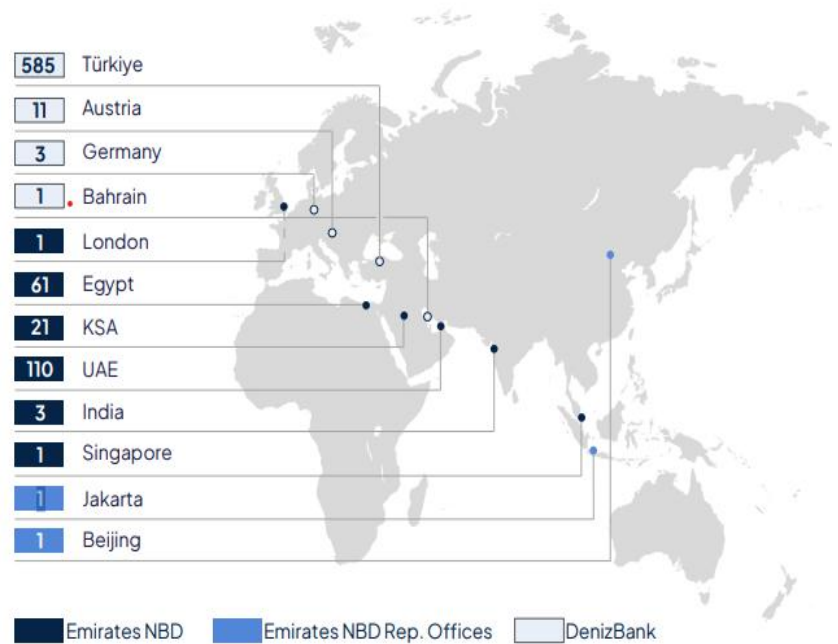 585 Türkiye
11 Austria
3 Germany
1 Bahrain
1 London
61 Egypt
21 KSA
110 UAE
3 India
1 Singapore
1 Jakarta
1 Beijing
Emirates NBD Emirates NBD Rep. Offices DenizBank